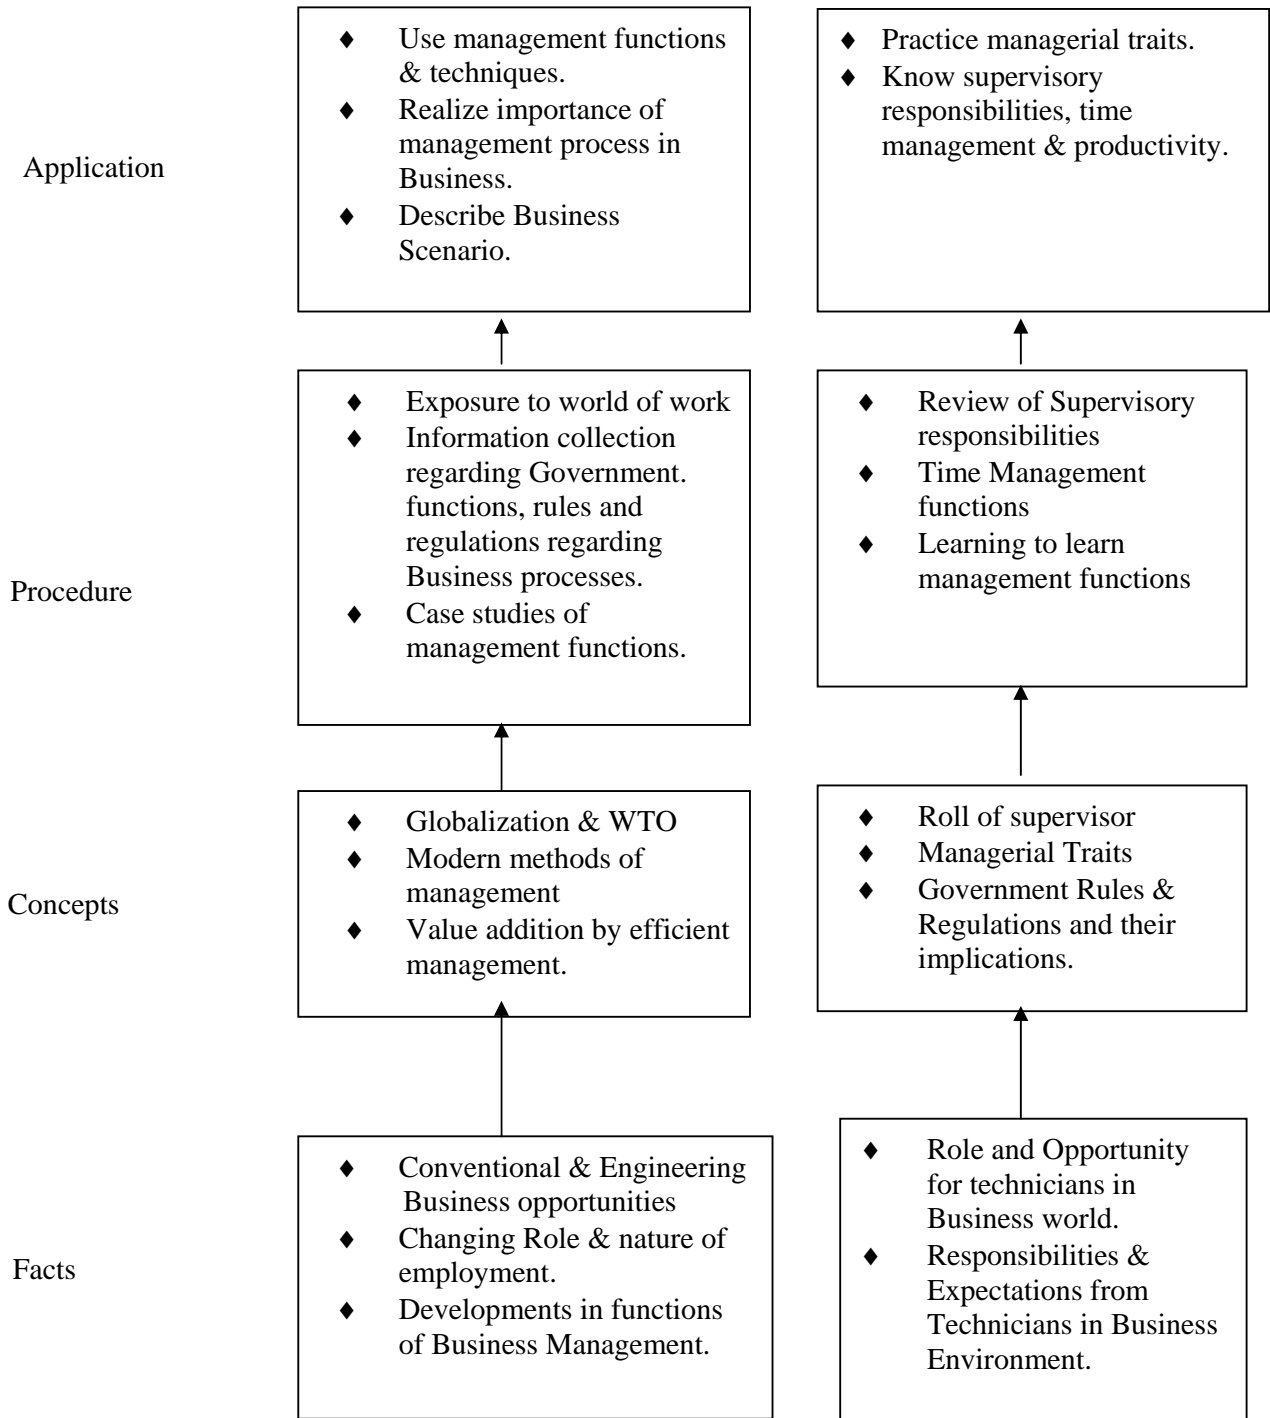 Application
♦ Use management functions
& techniques.
♦ Realize importance of
management process in
Business.
♦ Describe Business
Scenario.
♦ Practice managerial traits.
♦ Know supervisory
responsibilities, time
management & productivity.
Procedure
♦ Exposure to world of work
♦ Information collection
regarding Government.
functions, rules and
regulations regarding
Business processes.
♦ Case studies of
management functions.
♦ Review of Supervisory
responsibilities
♦ Time Management
functions
♦ Learning to learn
management functions
Concepts
♦ Globalization & WTO
♦ Modern methods of
management
♦ Value addition by efficient
management.
♦ Roll of supervisor
♦ Managerial Traits
♦ Government Rules &
Regulations and their
implications.
Facts
♦ Conventional & Engineering
Business opportunities
♦ Changing Role & nature of
employment.
♦ Developments in functions
of Business Management.
♦ Role and Opportunity
for technicians in
Business world.
♦ Responsibilities &
Expectations from
Technicians in Business
Environment.